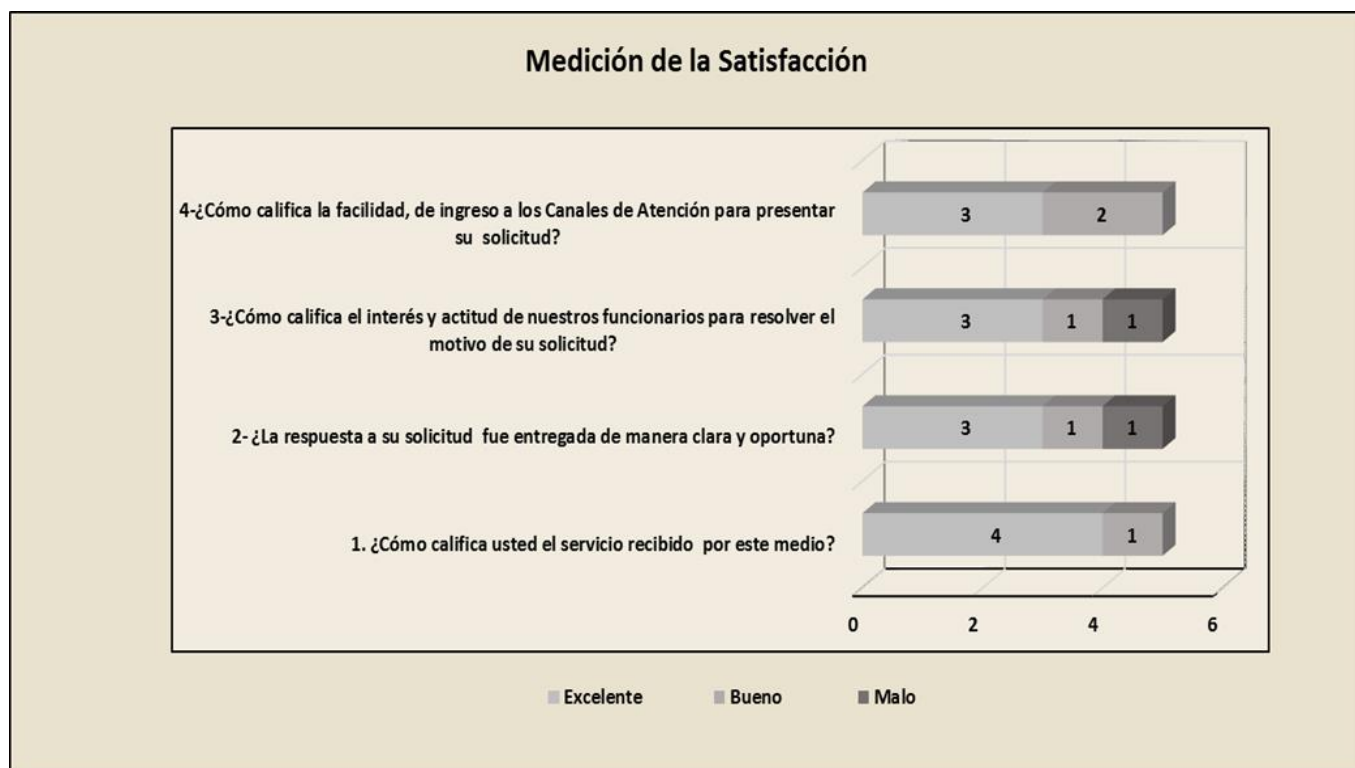 Medición de la Satisfacción
4-¿Cómo califica la facilidad, de ingreso a los Canales de Atención para presentar
su solicitud?
3 2
3-¿Cómo califica el interés y actitud de nuestros funcionarios para resolver el
motivo de su solicitud?
3 1 1
2- ¿La respuesta a su solicitud fue entregada de manera clara y oportuna?
3 1 1
1. ¿Cómo califica usted el servicio recibido por este medio?
4 1
0 2 4 6
Excelente Bueno Malo